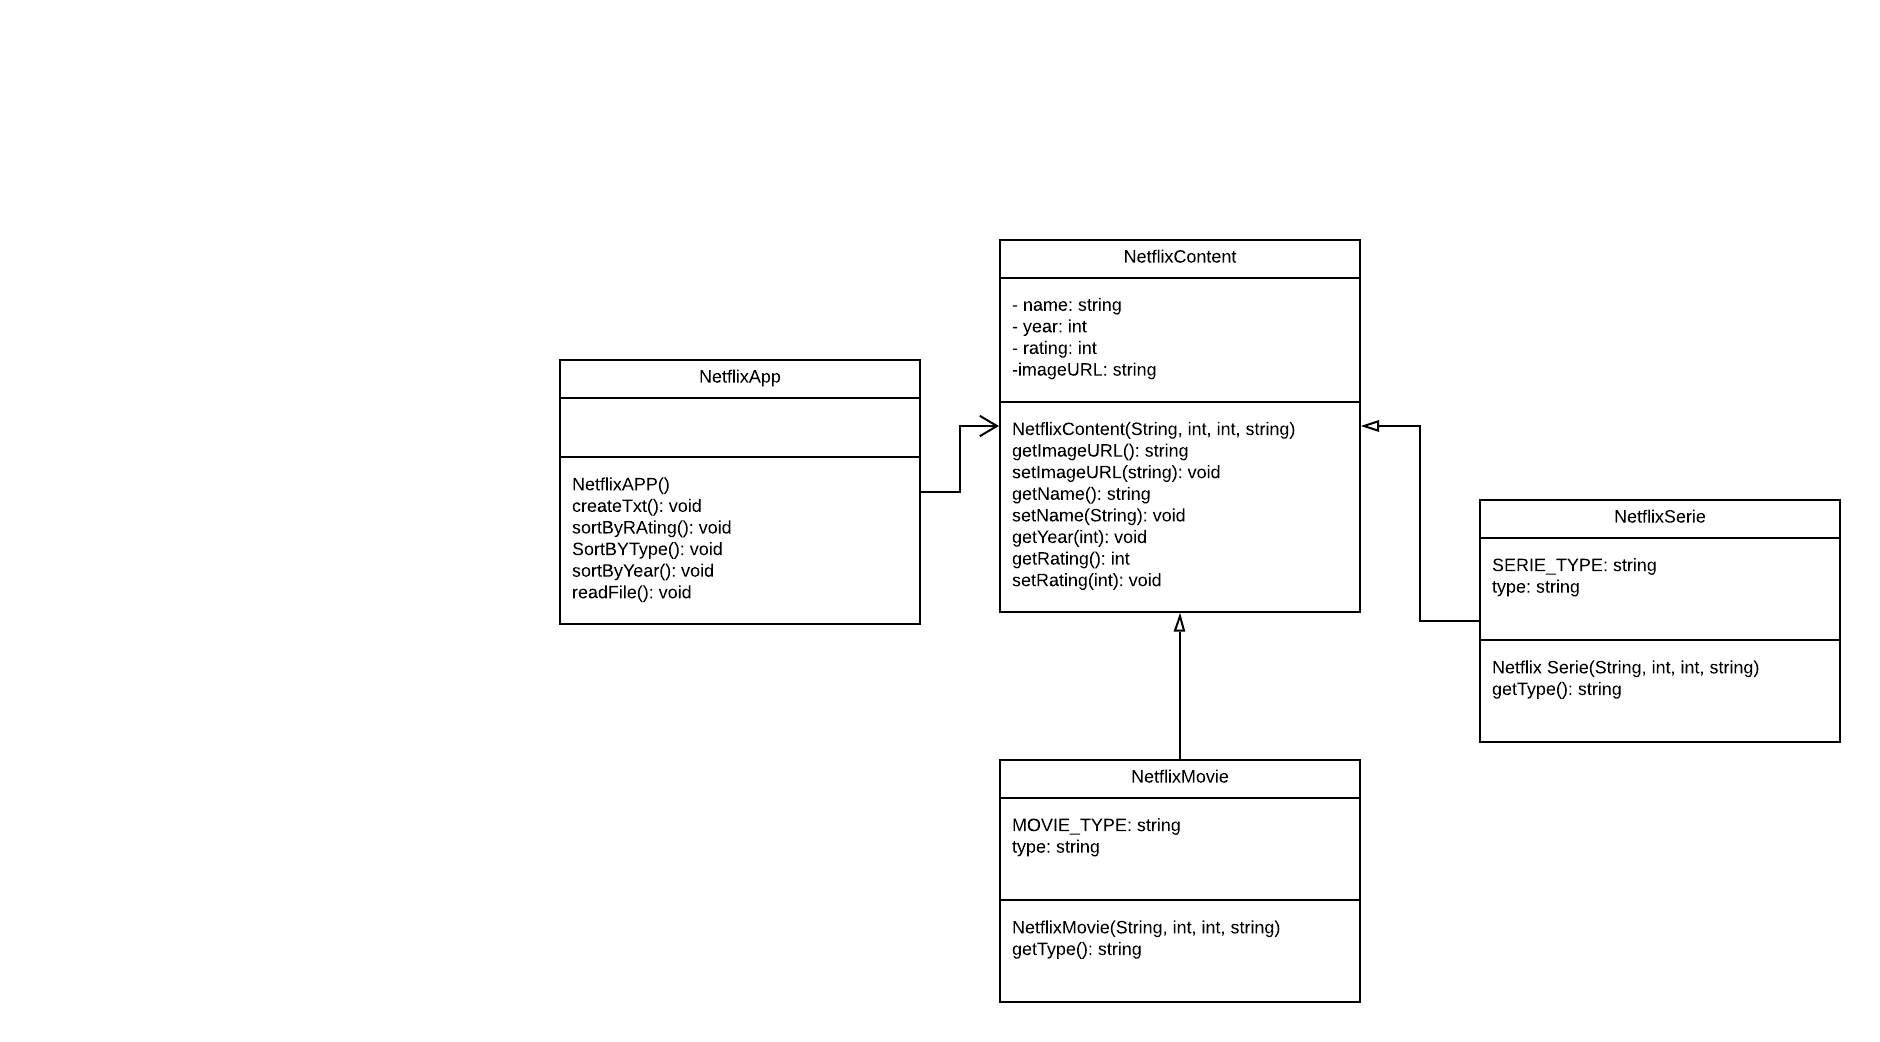 NetflixContent
- name: string
- year: int
- rating: int
-imageURL: string
NetflixContent(String, int, int, string)
getImageURL(): string
setImageURL(string): void
getName(): string
setName(String): void
getYear(int): void
getRating(): int
setRating(int): void
NetflixApp
NetflixAPP()
createTxt(): void
sortByRAting(): void
SortBYType(): void
sortByYear(): void
readFile(): void
NetflixSerie
SERIE_TYPE: string
type: string
Netflix Serie(String, int, int, string)
getType(): string
NetflixMovie
MOVIE_TYPE: string
type: string
NetflixMovie(String, int, int, string)
getType(): string